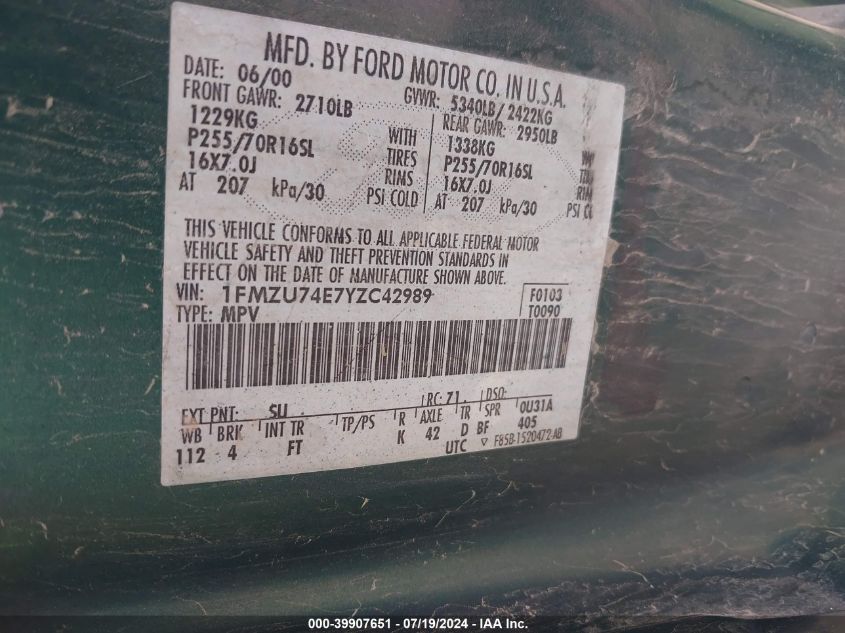 MFD. BY FORD MOTOR CO. IN U.S.A.
DATE: 06/00 GVWR: 5340LB/ 2422KG
FRONT GAWR: 2710LB REAR GAWR: 2950LB
1229KG WITH 1338KG
P255/70R16SL TIRES P255/70R16SL
16X7.0J RIMS 16X7.0J RIM
AT 207 kPa/30 PSI COLD AT 207 kPa/30 PSI
THIS VEHICLE CONFORMS TO ALL APPLICABLE FEDERAL MOTOR
VEHICLE SAFETY AND THEFT PREVENTION STANDARDS IN
EFFECT ON THE DATE OF MANUFACTURE SHOWN ABOVE.
VIN: 1FMZU74E7YZC42989 F0103
TYPE: MPV T0090
EXT PNT: SU RC: 71 DSO: 0U31A
WB BRK INT TR TP/PS R AXLE TR SPR
112 4 FT K 42 D BF 405
UTC ▽ F85B-1520472-AB
000-39907651 - 07/19/2024 - IAA Inc.